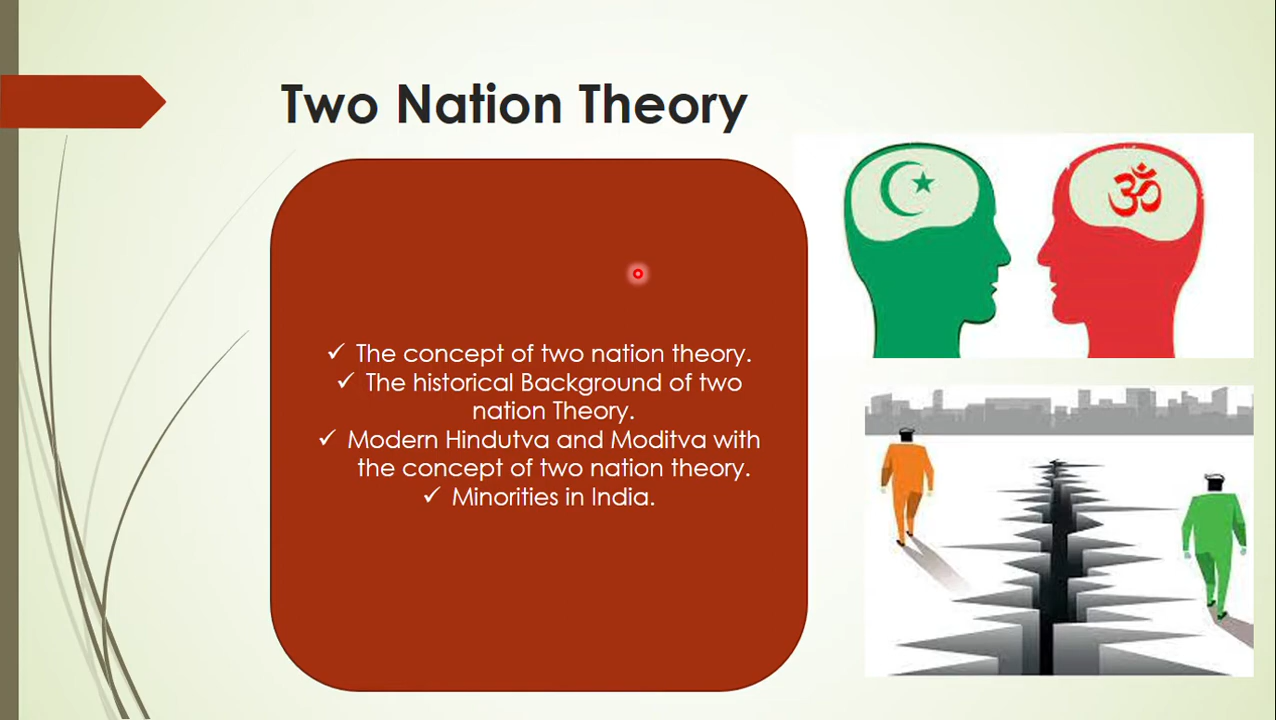 Two Nation Theory
ॐ
✓ The concept of two nation theory.
✓ The historical Background of two
nation Theory.
✓ Modern Hindutva and Moditva with
the concept of two nation theory.
✓ Minorities in India.